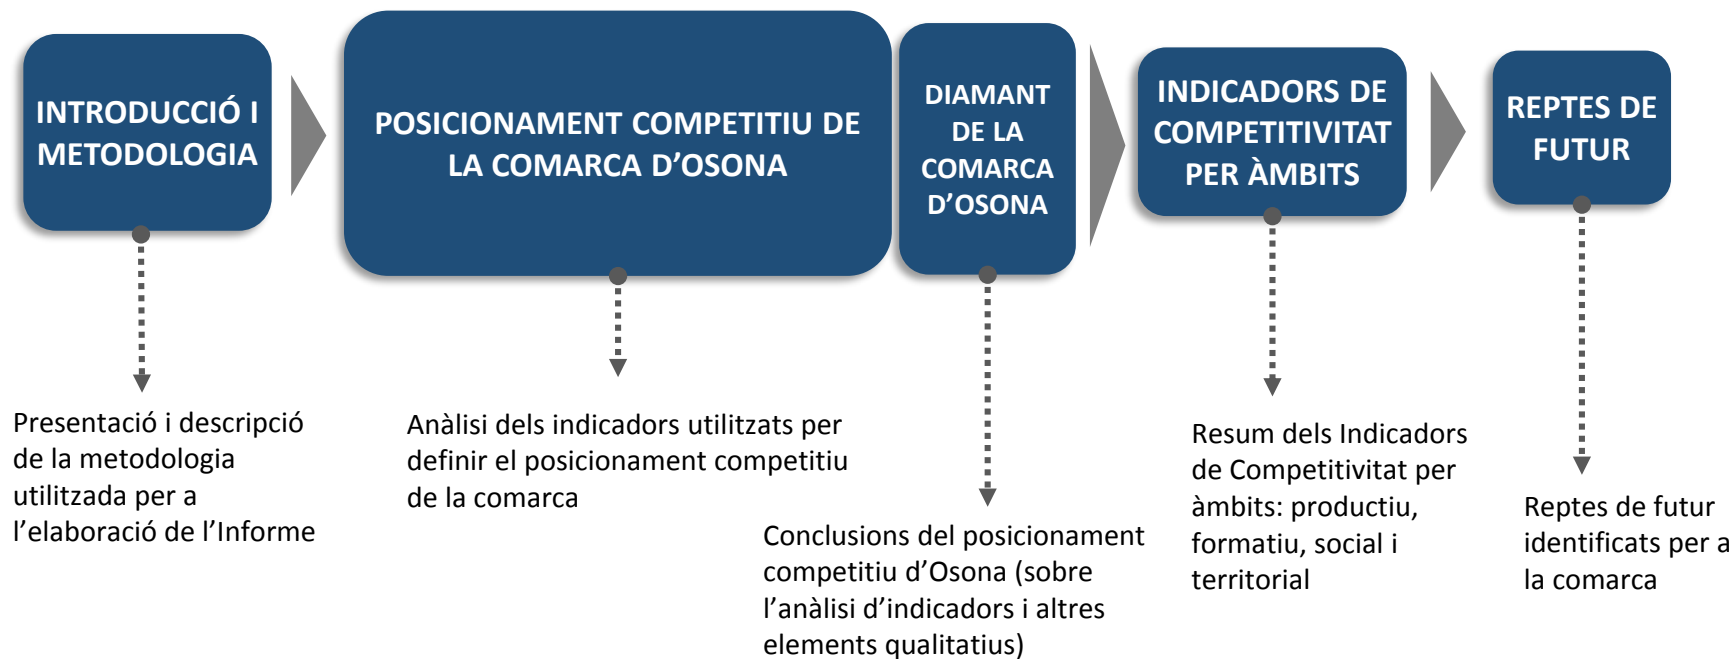 INTRODUCCIÓ I
METODOLOGIA
POSICIONAMENT COMPETITIU DE
LA COMARCA D’OSONA
DIAMANT
DE LA
COMARCA
D’OSONA
INDICADORS DE
COMPETITIVITAT
PER ÀMBITS
REPTES DE
FUTUR
Presentació i descripció
de la metodologia
utilitzada per a
l’elaboració de l’Informe
Anàlisi dels indicadors utilitzats per
definir el posicionament competitiu
de la comarca
Conclusions del posicionament
competitiu d’Osona (sobre
l’anàlisi d’indicadors i altres
elements qualitatius)
Resum dels Indicadors
de Competitivitat per
àmbits: productiu,
formatiu, social i
territorial
Reptes de futur
identificats per a
la comarca